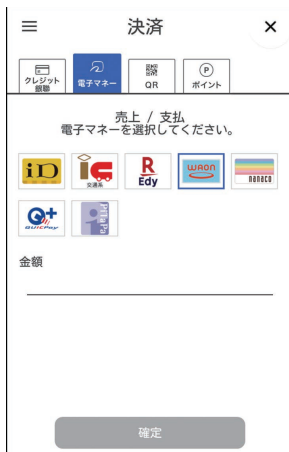 決済
クレジット
銀聯
電子マネー
QR
P
ポイント
売上 / 支払
電子マネーを選択してください。
iD
交通系
R
Edy
WAON
nanaco
Q+
QUICPay
PiTaPa
金額
確定